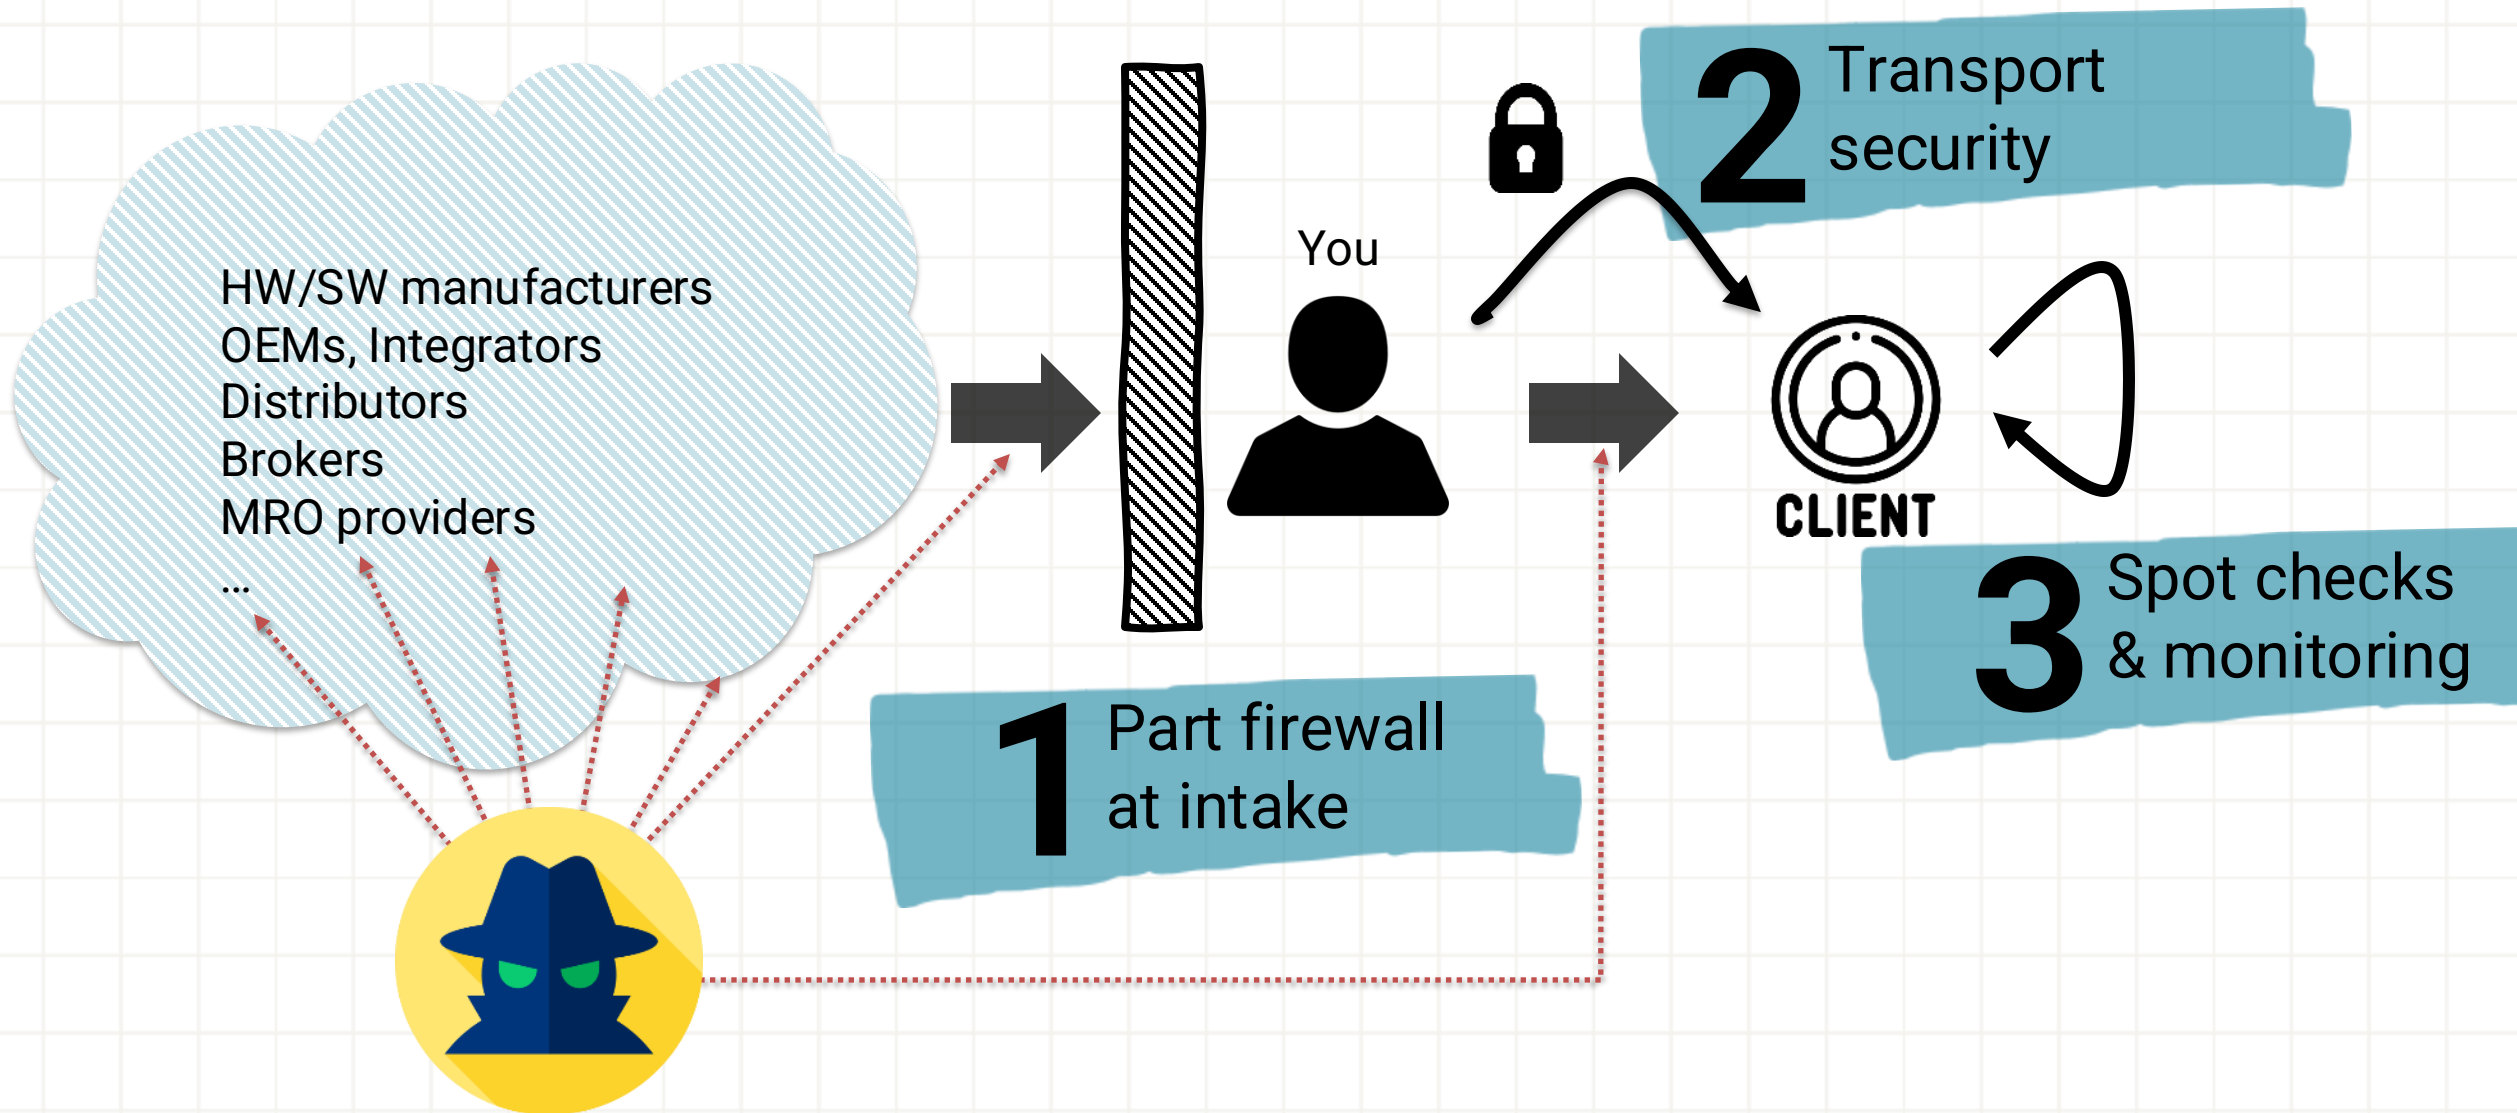 HW/SW manufacturers
OEMs, Integrators
Distributors
Brokers
MRO providers
...
You
1 Part firewall
at intake
2 Transport
security
CLIENT
3 Spot checks
& monitoring